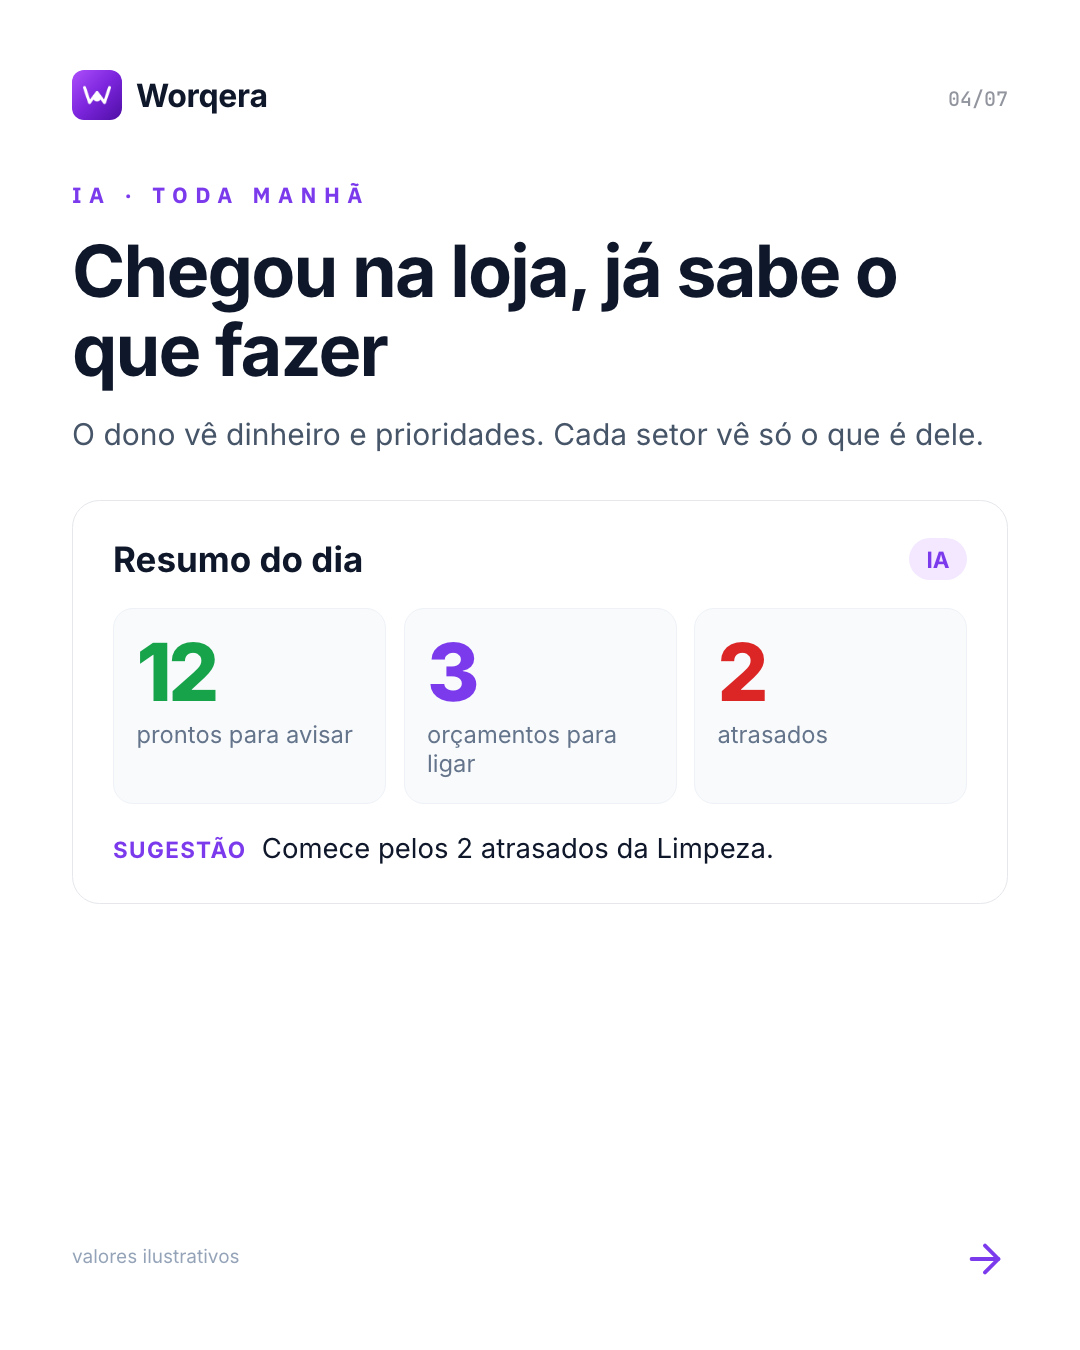 Worqera
04/07
IA · TODA MANHÃ
Chegou na loja, já sabe o
que fazer
O dono vê dinheiro e prioridades. Cada setor vê só o que é dele.
Resumo do dia
IA
12
prontos para avisar
3
orçamentos para
ligar
2
atrasados
SUGESTÃO Comece pelos 2 atrasados da Limpeza.
valores ilustrativos